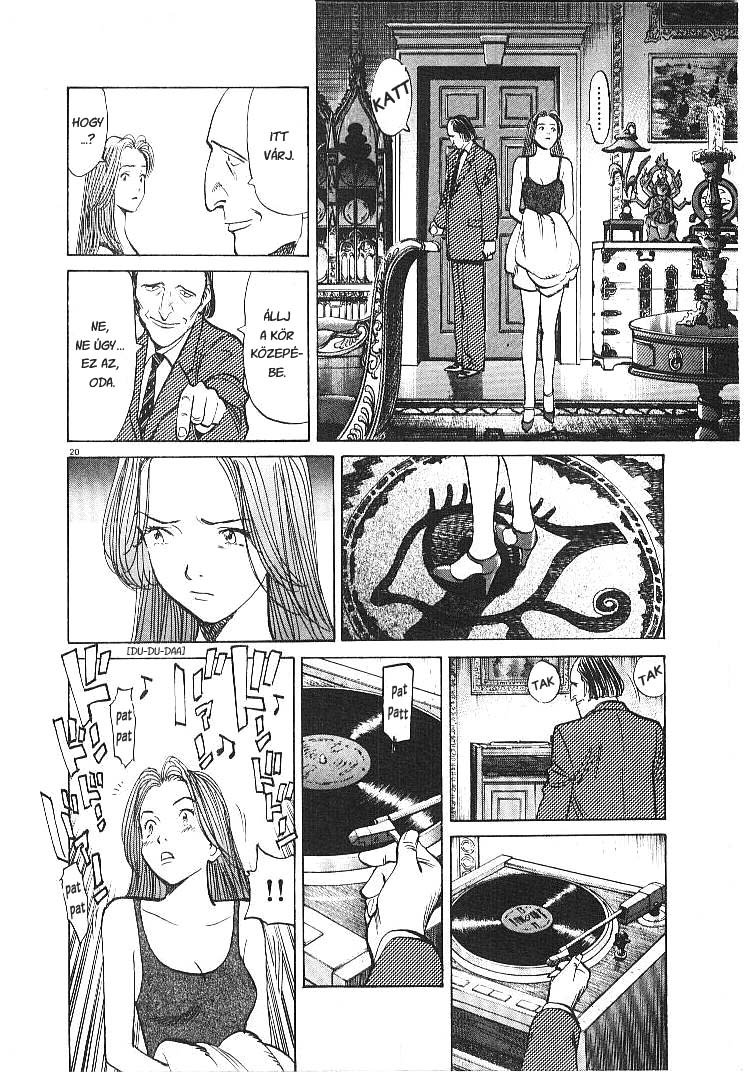 KATT
........
ITT
VÁRJ.
HOGY
...?
ÁLLJ
A KÖR
KÖZEPÉ-
BE.
NE,
NE ÚGY...
EZ AZ,
ODA.
20
TAK
TAK
Pat
Patt
[DU-DU-DAA]
pat
pat
!!
pat
pat